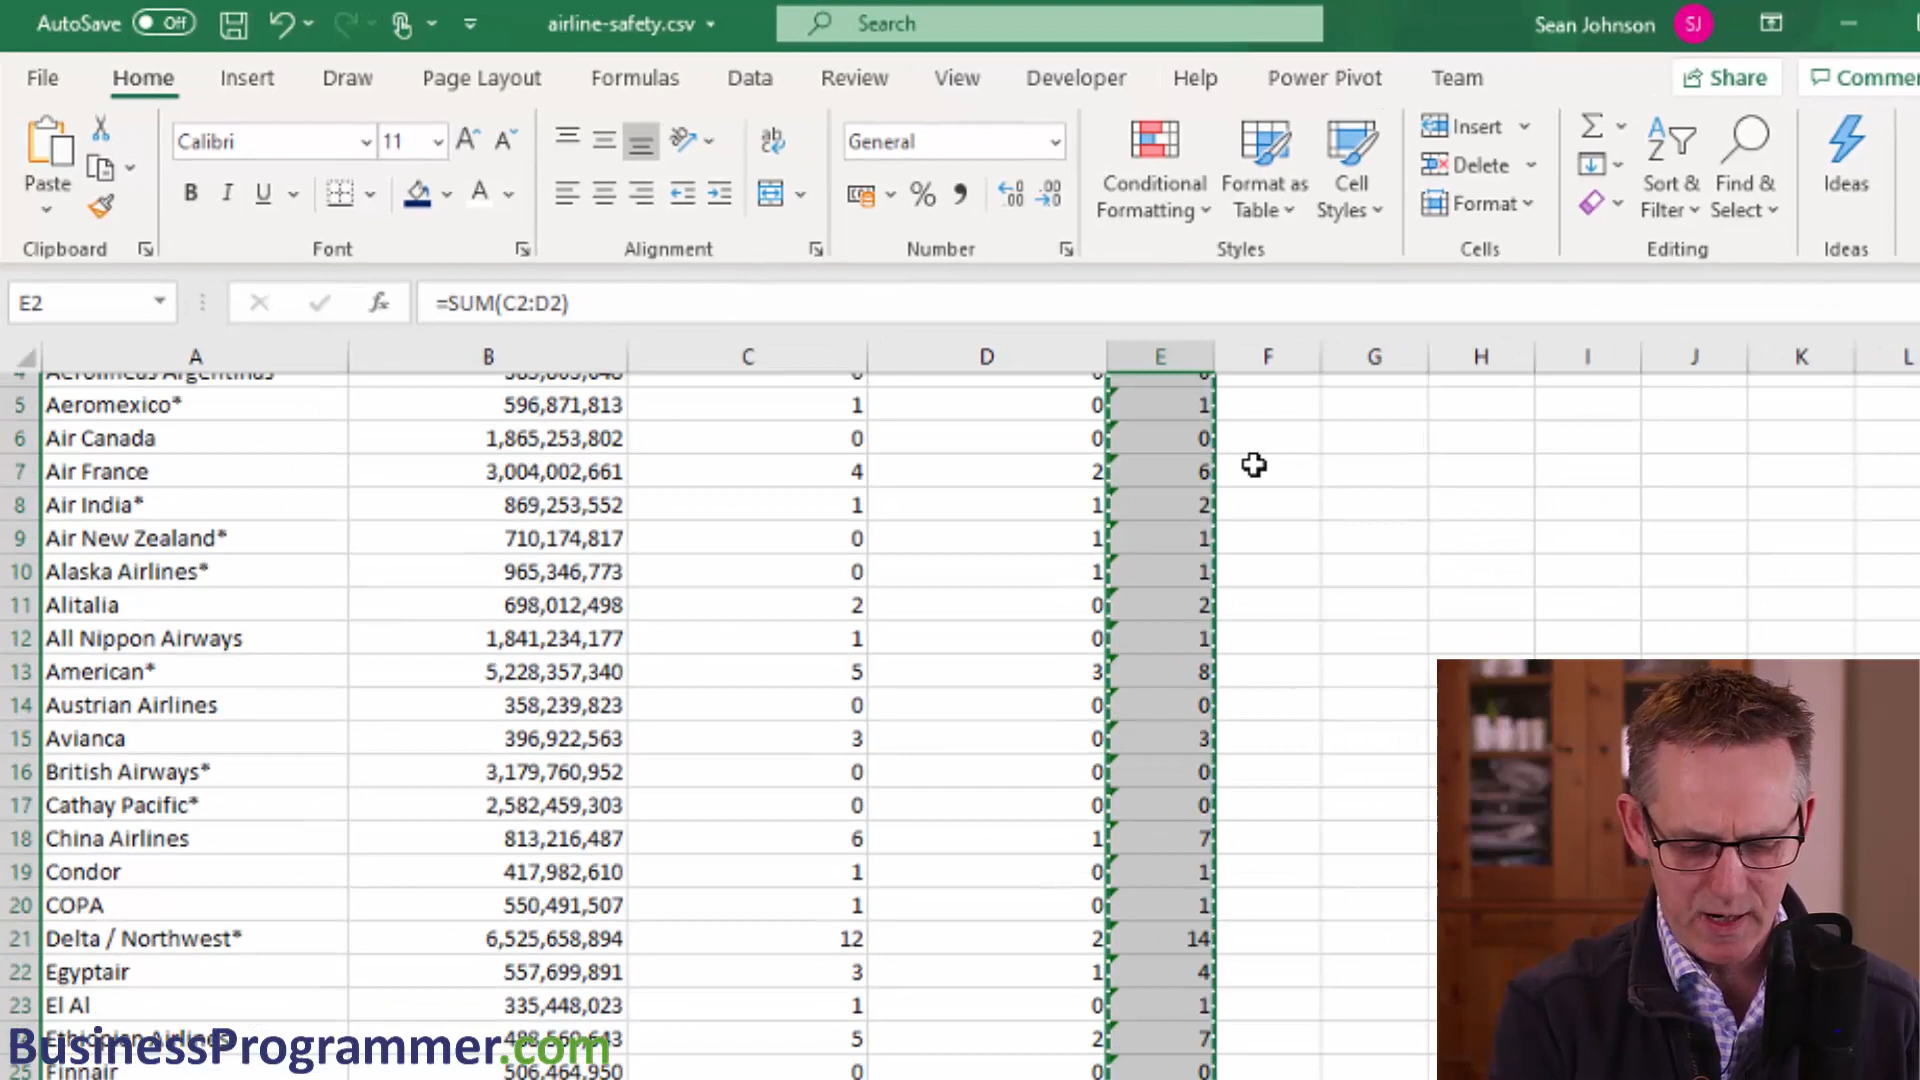 AutoSave Off airline-safety.csv Search Sean Johnson SJ
File Home Insert Draw Page Layout Formulas Data Review View Developer Help Power Pivot Team Share Comme
Paste Calibri 11 General Conditional Formatting Format as Table Cell Styles Insert Delete Format Sort & Filter Find & Select Ideas
Clipboard Font Alignment Number Styles Cells Editing Ideas
E2 fx =SUM(C2:D2)
A B C D E F G H I J K L
4 Aerolineas Argentinas 385,803,648 0 0 0
5 Aeromexico* 596,871,813 1 0 1
6 Air Canada 1,865,253,802 0 0 0
7 Air France 3,004,002,661 4 2 6
8 Air India* 869,253,552 1 1 2
9 Air New Zealand* 710,174,817 0 1 1
10 Alaska Airlines* 965,346,773 0 1 1
11 Alitalia 698,012,498 2 0 2
12 All Nippon Airways 1,841,234,177 1 0 1
13 American* 5,228,357,340 5 3 8
14 Austrian Airlines 358,239,823 0 0 0
15 Avianca 396,922,563 3 0 3
16 British Airways* 3,179,760,952 0 0 0
17 Cathay Pacific* 2,582,459,303 0 0 0
18 China Airlines 813,216,487 6 1 7
19 Condor 417,982,610 1 0 1
20 COPA 550,491,507 1 0 1
21 Delta / Northwest* 6,525,658,894 12 2 14
22 Egyptair 557,699,891 3 1 4
23 El Al 335,448,023 1 0 1
24 Ethiopian Airlines 488,560,643 5 2 7
25 Finnair 506,464,950 0 0 0
BusinessProgrammer.com